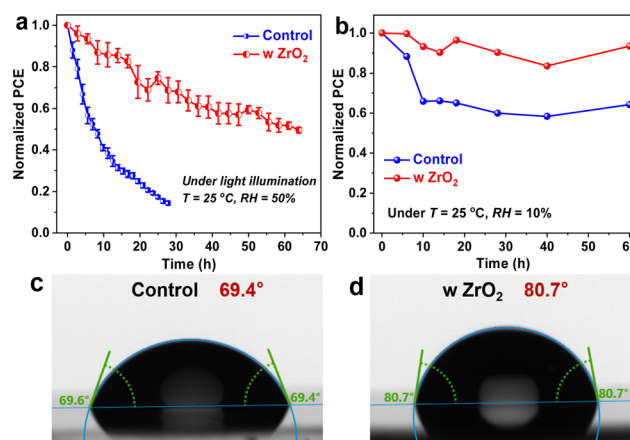 a
Control
w ZrO₂
Normalized PCE
1.0
0.8
0.6
0.4
0.2
0.0
Under light illumination
T = 25 °C, RH = 50%
0 10 20 30 40 50 60 70
Time (h)
b
Normalized PCE
1.0
0.8
0.6
0.4
0.2
0.0
Control
w ZrO₂
Under T = 25 °C, RH = 10%
0 10 20 30 40 50 60
Time (h)
c
Control 69.4°
69.6°
69.4°
d
w ZrO₂ 80.7°
80.7°
80.7°